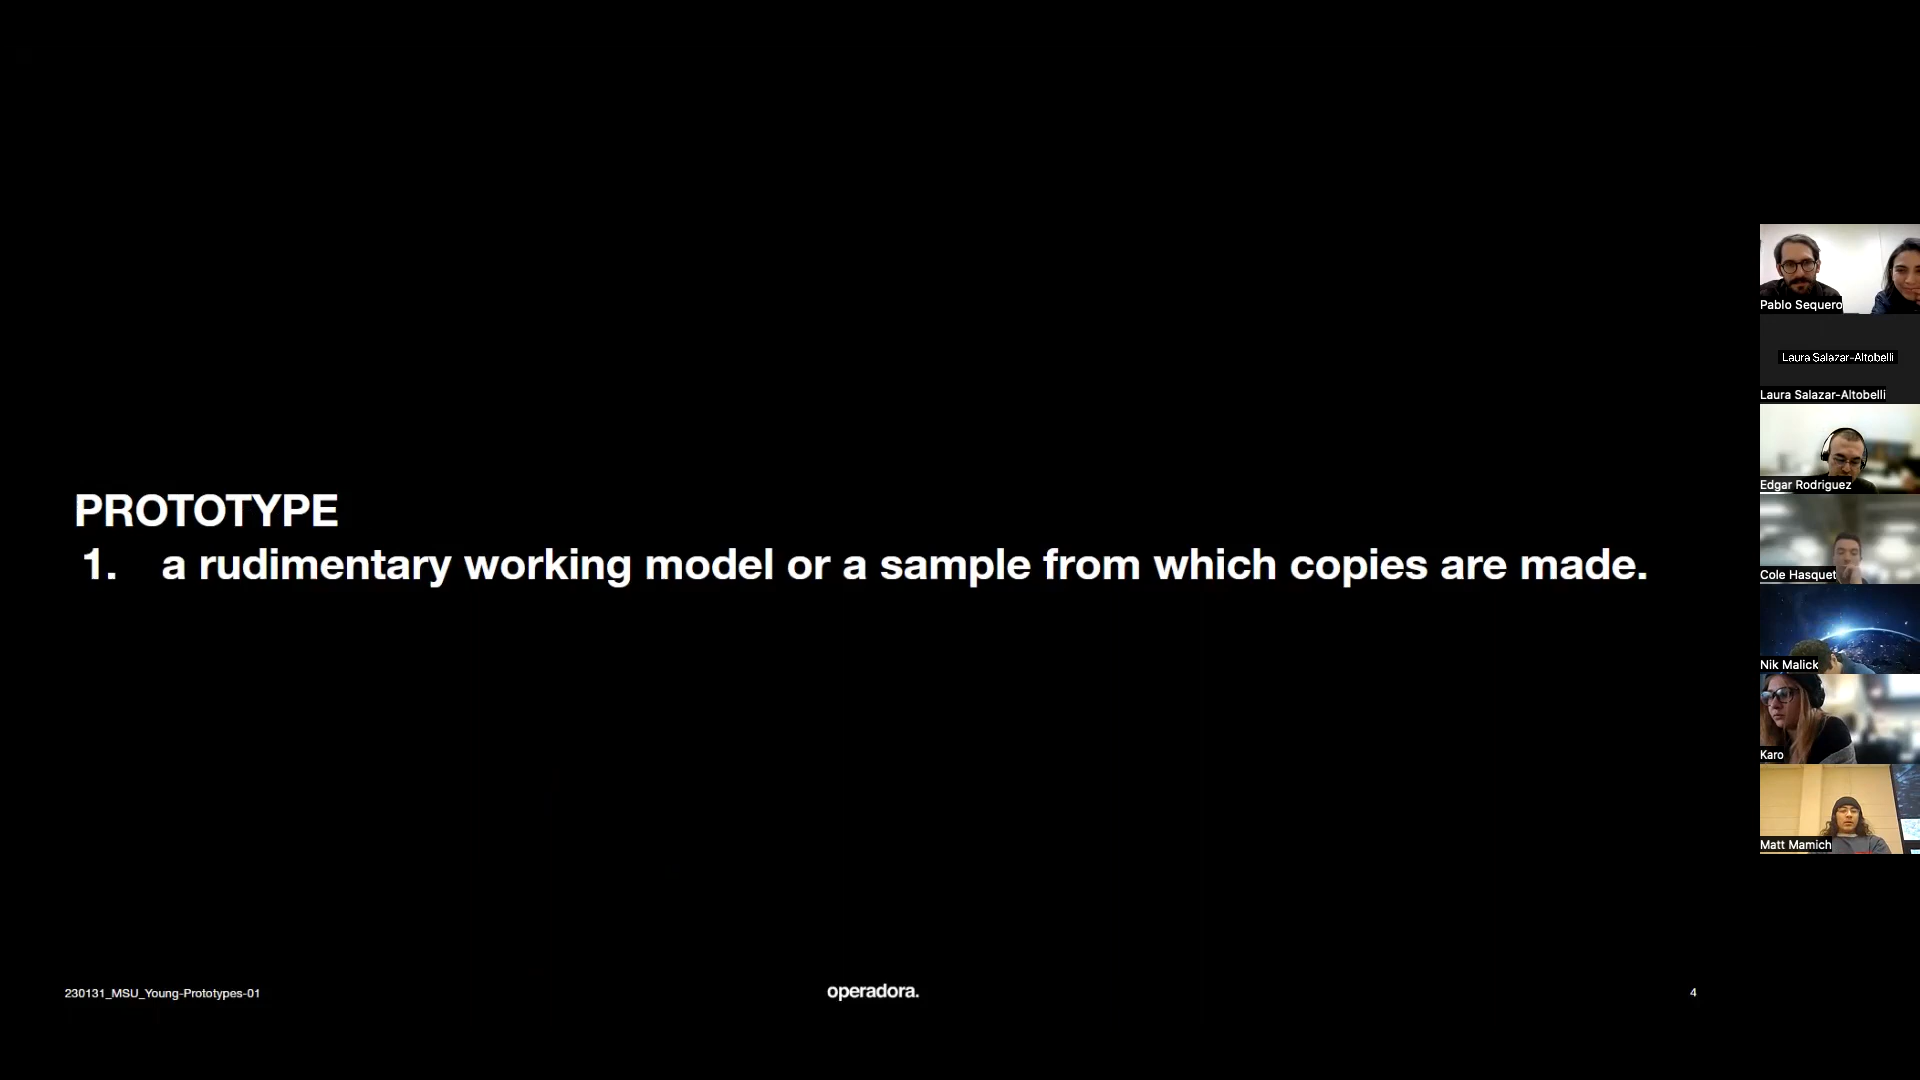 PROTOTYPE
1. a rudimentary working model or a sample from which copies are made.
230131_MSU_Young-Prototypes-01
operadora.
4
Pablo Sequero
Laura Salazar-Altobelli
Laura Salazar-Altobelli
Edgar Rodriguez
Cole Hasquet
Nik Malick
Karo
Matt Mamich